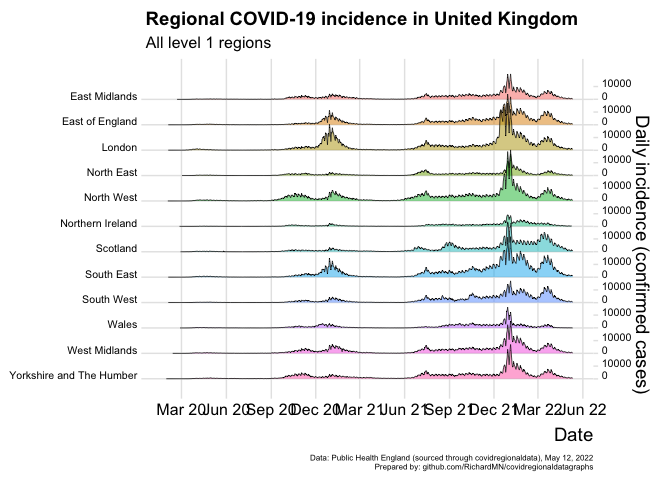 Regional COVID-19 incidence in United Kingdom
All level 1 regions
East Midlands
10000
0
East of England
10000
0
London
10000
0
North East
10000
0
North West
10000
0
Northern Ireland
10000
0
Scotland
10000
0
South East
10000
0
South West
10000
0
Wales
10000
0
West Midlands
10000
0
Yorkshire and The Humber
10000
0
Daily incidence (confirmed cases)
Mar 20 Jun 20 Sep 20 Dec 20 Mar 21 Jun 21 Sep 21 Dec 21 Mar 22 Jun 22
Date
Data: Public Health England (sourced through covidregionaldata), May 12, 2022
Prepared by: github.com/RichardMN/covidregionaldatagraphs